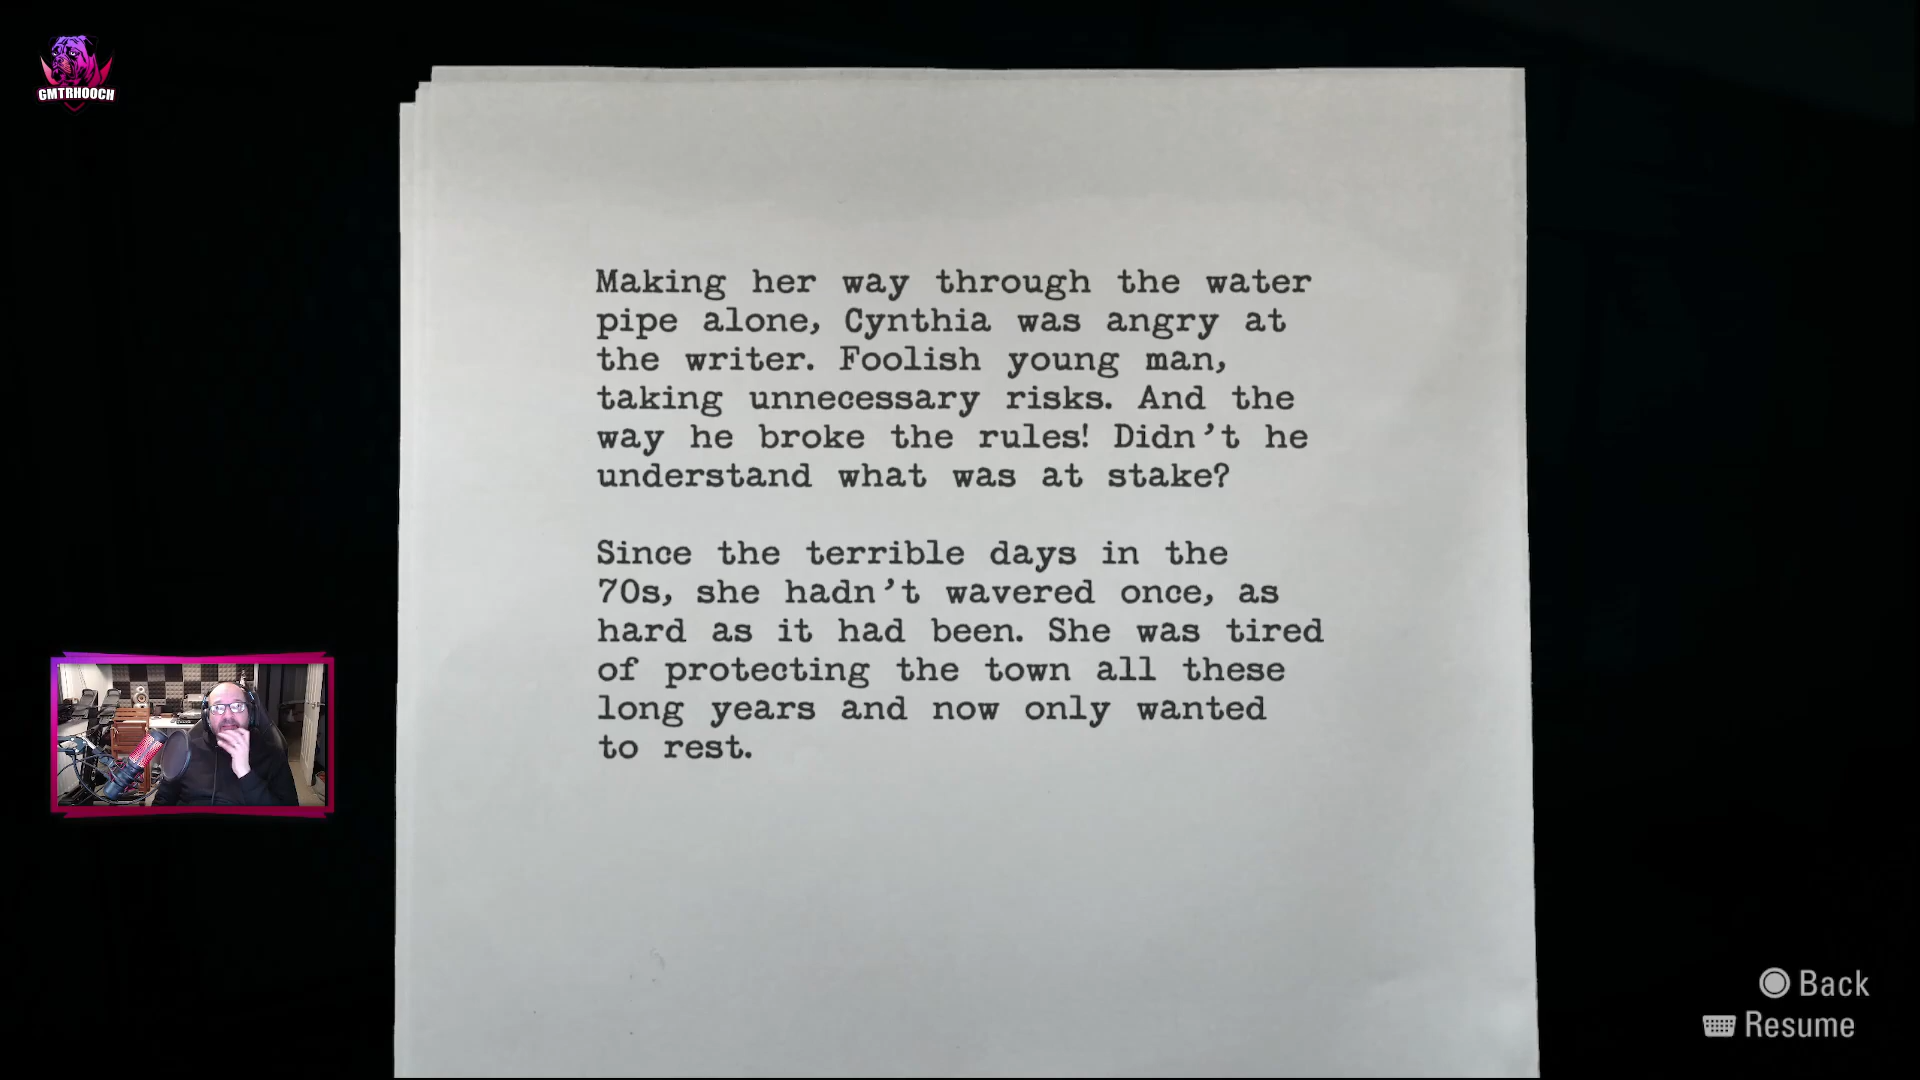 GMTRHOOCH
Making her way through the water
pipe alone, Cynthia was angry at
the writer. Foolish young man,
taking unnecessary risks. And the
way he broke the rules! Didn't he
understand what was at stake?
Since the terrible days in the
70s, she hadn't wavered once, as
hard as it had been. She was tired
of protecting the town all these
long years and now only wanted
to rest.
Back
Resume